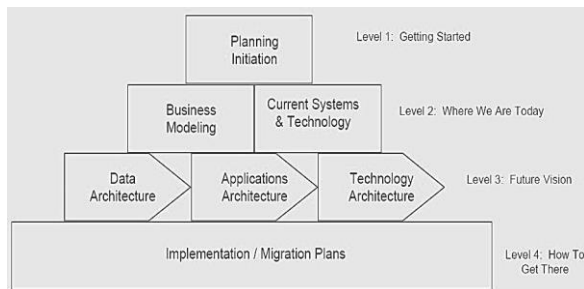 Planning
Initiation
Level 1: Getting Started
Business
Modeling
Current Systems
& Technology
Level 2: Where We Are Today
Data
Architecture
Applications
Architecture
Technology
Architecture
Level 3: Future Vision
Implementation / Migration Plans
Level 4: How To
Get There